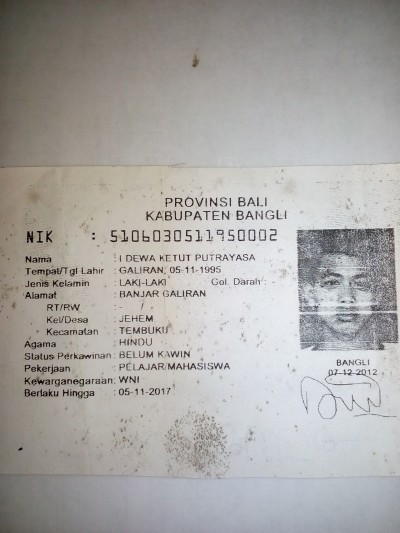 PROVINSI BALI
KABUPATEN BANGLI
NIK : 5106030511950002
Nama : I DEWA KETUT PUTRAYASA
Tempat/Tgl Lahir : GALIRAN, 05-11-1995
Jenis Kelamin : LAKI-LAKI Gol. Darah :
Alamat : BANJAR GALIRAN
RT/RW : /
Kel/Desa : JEHEM
Kecamatan : TEMBUKU
Agama : HINDU
Status Perkawinan : BELUM KAWIN
Pekerjaan : PELAJAR/MAHASISWA
Kewarganegaraan : WNI
Berlaku Hingga : 05-11-2017
BANGLI
07-12-2012